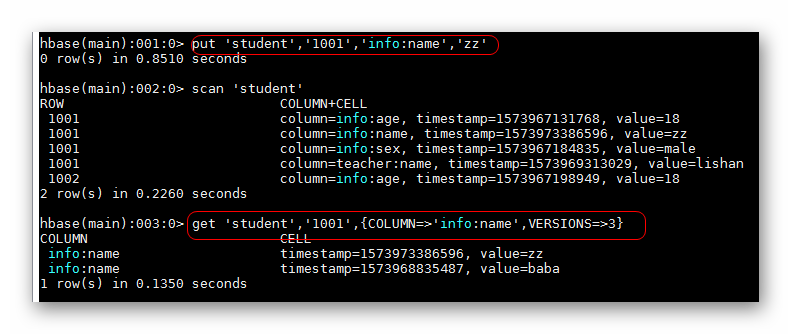 hbase(main):001:0> put 'student','1001','info:name','zz'
0 row(s) in 0.8510 seconds
hbase(main):002:0> scan 'student'
ROW COLUMN+CELL
1001 column=info:age, timestamp=1573967131768, value=18
1001 column=info:name, timestamp=1573973386596, value=zz
1001 column=info:sex, timestamp=1573967184835, value=male
1001 column=teacher:name, timestamp=1573969313029, value=lishan
1002 column=info:age, timestamp=1573967198949, value=18
2 row(s) in 0.2260 seconds
hbase(main):003:0> get 'student','1001',{COLUMN=>'info:name',VERSIONS=>3}
COLUMN CELL
info:name timestamp=1573973386596, value=zz
info:name timestamp=1573968835487, value=baba
1 row(s) in 0.1350 seconds